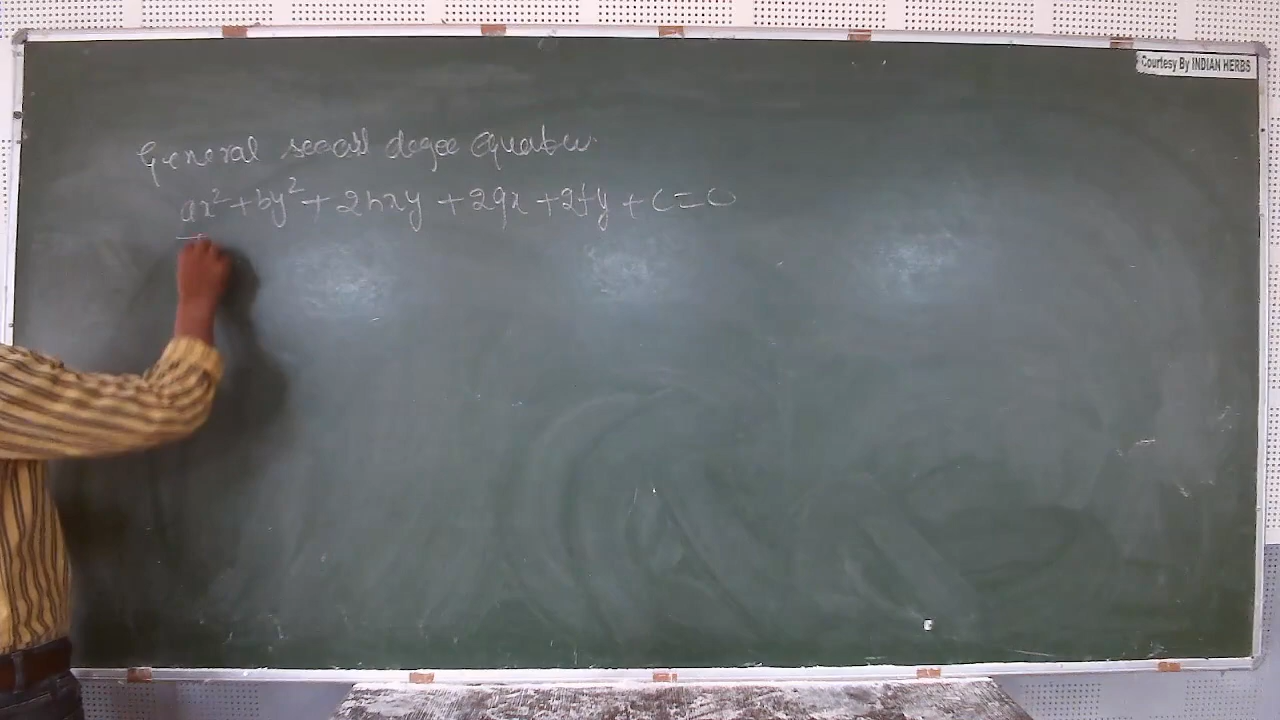 Courtesy By INDIAN HERBS
General second degree Equation
ax² + by² + 2hxy + 2gx + 2fy + c = 0